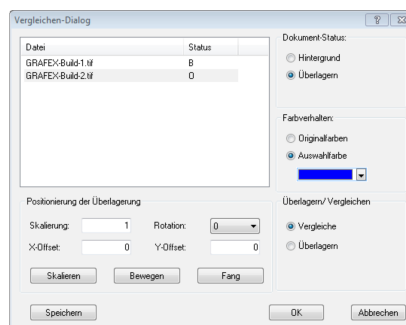 Vergleichen-Dialog
Datei Status
GRAFEX-Build-1.tif B
GRAFEX-Build-2.tif O
Dokument-Status:
Hintergrund
Überlagern
Farbverhalten:
Originalfarben
Auswahlfarbe
Positionierung der Überlagerung
Skalierung: 1 Rotation: 0
X-Offset: 0 Y-Offset: 0
Skalieren Bewegen Fang
Überlagern/ Vergleichen
Vergleiche
Überlagern
Speichern OK Abbrechen